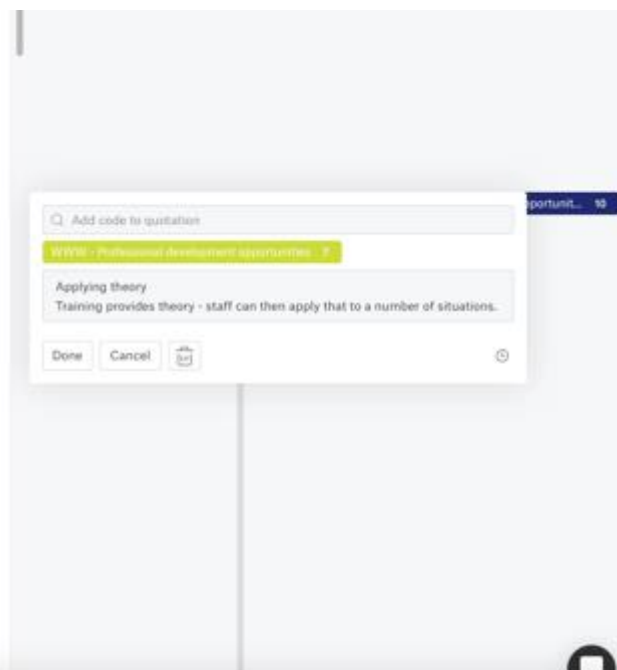 Add code to quotation
portunit... 10
WWW - Professional development opportunities
Applying theory
Training provides theory - staff can then apply that to a number of situations.
Done Cancel